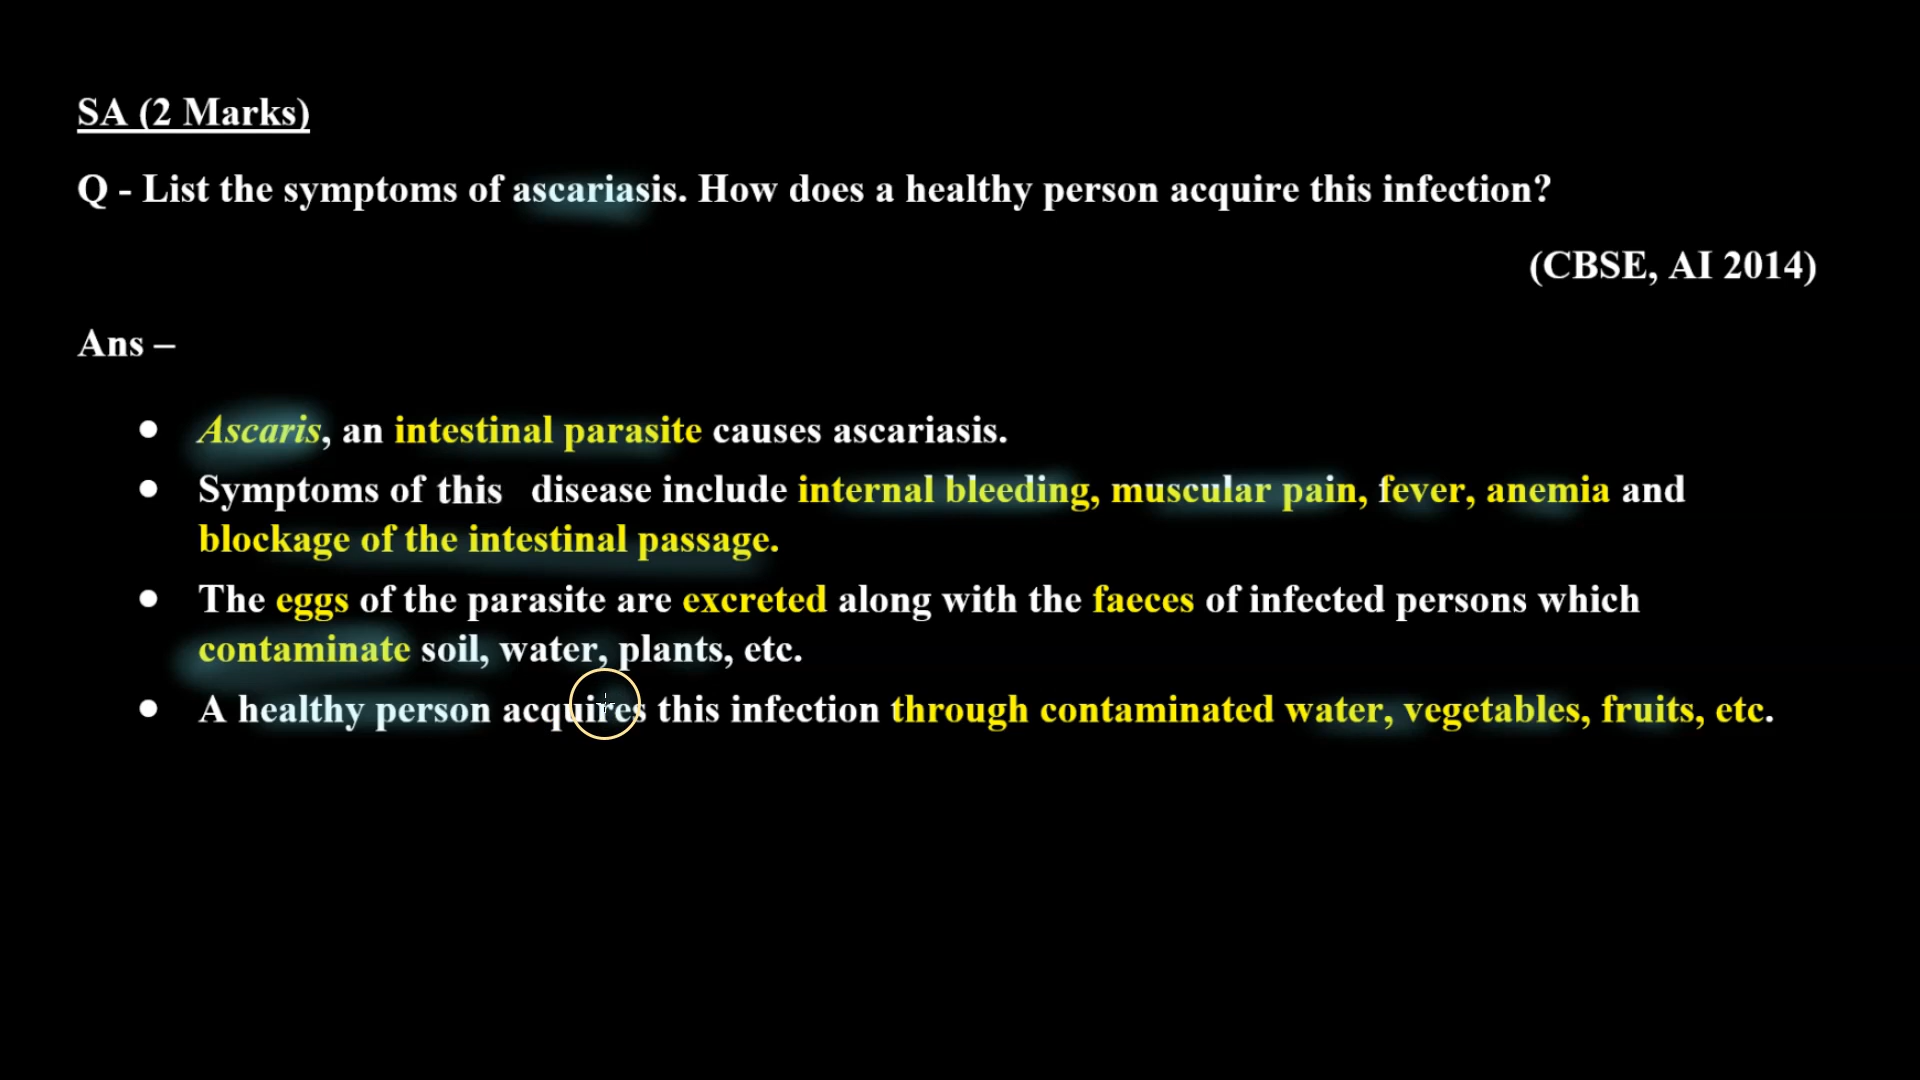 SA (2 Marks)
Q - List the symptoms of ascariasis. How does a healthy person acquire this infection?
(CBSE, AI 2014)
Ans –
● Ascaris, an intestinal parasite causes ascariasis.
● Symptoms of this disease include internal bleeding, muscular pain, fever, anemia and
blockage of the intestinal passage.
● The eggs of the parasite are excreted along with the faeces of infected persons which
contaminate soil, water, plants, etc.
● A healthy person acquires this infection through contaminated water, vegetables, fruits, etc.